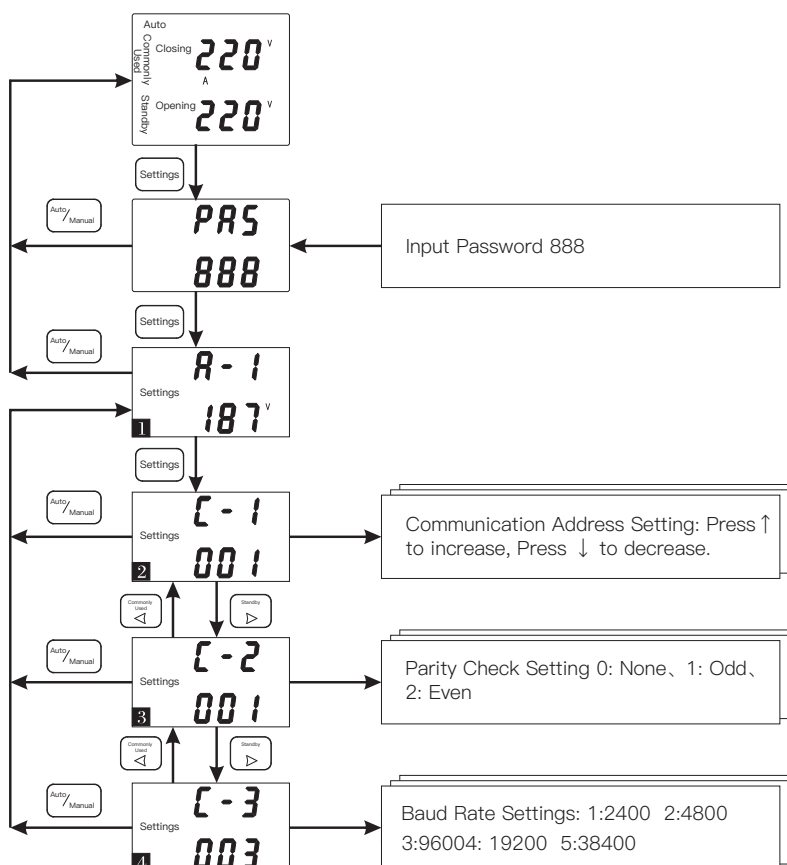 Auto
Commonly Used
Closing 220 V
A
Standby
Opening 220 V
Settings
Auto/Manual
PAS
888
Input Password 888
Settings
Auto/Manual
A-1
Settings
187 V
1
Settings
Auto/Manual
C-1
Settings
001
2
Communication Address Setting: Press ↑
to increase, Press ↓ to decrease.
Commonly
Used
Standby
Auto/Manual
C-2
Settings
001
3
Parity Check Setting 0: None、1: Odd、
2: Even
Commonly
Used
Standby
Auto/Manual
C-3
Settings
003
4
Baud Rate Settings: 1:2400 2:4800
3:96004: 19200 5:38400